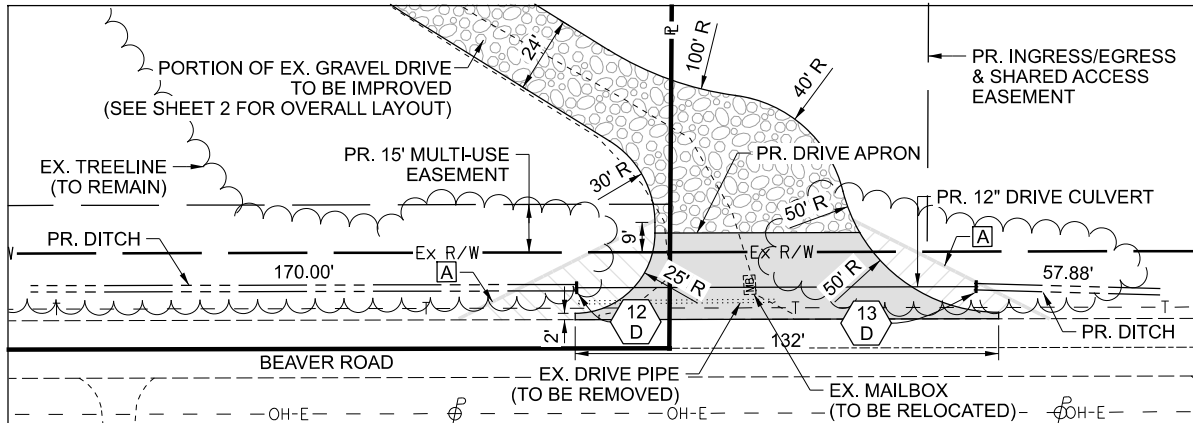 PORTION OF EX. GRAVEL DRIVE
TO BE IMPROVED
(SEE SHEET 2 FOR OVERALL LAYOUT)
24'
PL
100' R
40' R
PR. INGRESS/EGRESS
& SHARED ACCESS
EASEMENT
EX. TREELINE
(TO REMAIN)
PR. 15' MULTI-USE
EASEMENT
30' R
PR. DRIVE APRON
50' R
PR. 12" DRIVE CULVERT
PR. DITCH
W
Ex R/W
9'
Ex R/W
A
170.00'
A
25' R
MB
50' R
57.88'
T
T
T
T
2'
12
D
13
D
PR. DITCH
132'
BEAVER ROAD
EX. DRIVE PIPE
(TO BE REMOVED)
EX. MAILBOX
(TO BE RELOCATED)
OH-E
P
OH-E
P
OH-E